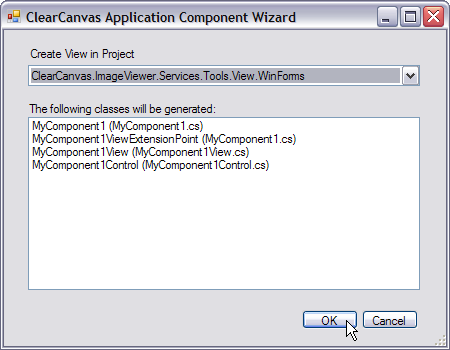 ClearCanvas Application Component Wizard
Create View in Project
ClearCanvas.ImageViewer.Services.Tools.View.WinForms
The following classes will be generated:
MyComponent1 (MyComponent1.cs)
MyComponent1ViewExtensionPoint (MyComponent1.cs)
MyComponent1View (MyComponent1View.cs)
MyComponent1Control (MyComponent1Control.cs)
OK Cancel